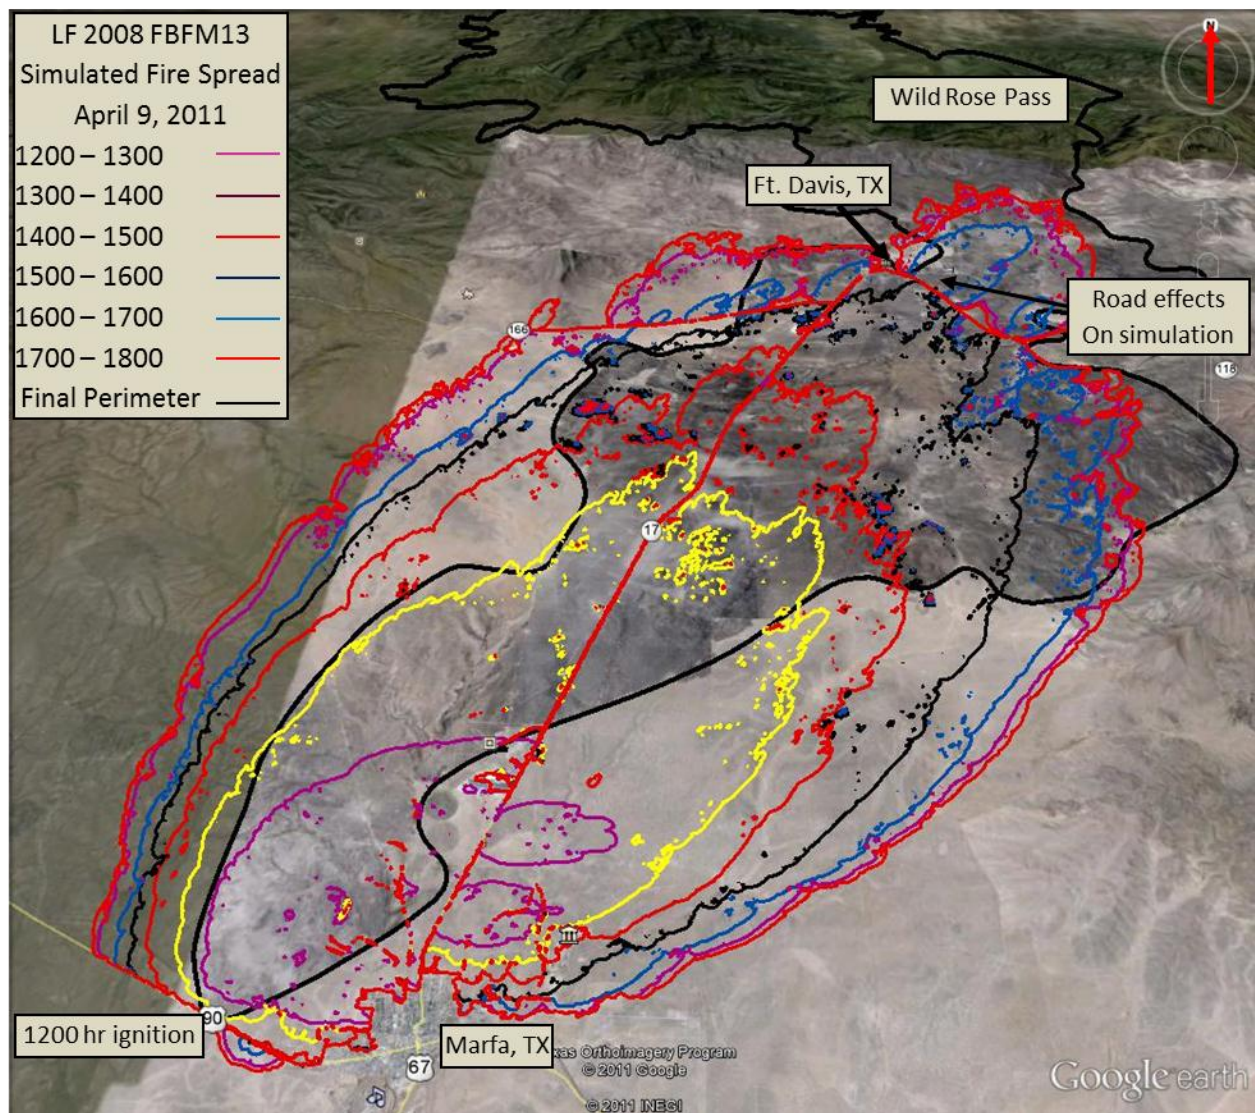 LF 2008 FBFM13
Simulated Fire Spread
April 9, 2011
1200 – 1300
1300 – 1400
1400 – 1500
1500 – 1600
1600 – 1700
1700 – 1800
Final Perimeter
N
Wild Rose Pass
Ft. Davis, TX
Road effects
On simulation
166
118
17
90
1200 hr ignition
67
Marfa, TX
Orthoimagery Program
© 2011 Google
© 2011 INEGI
Google earth